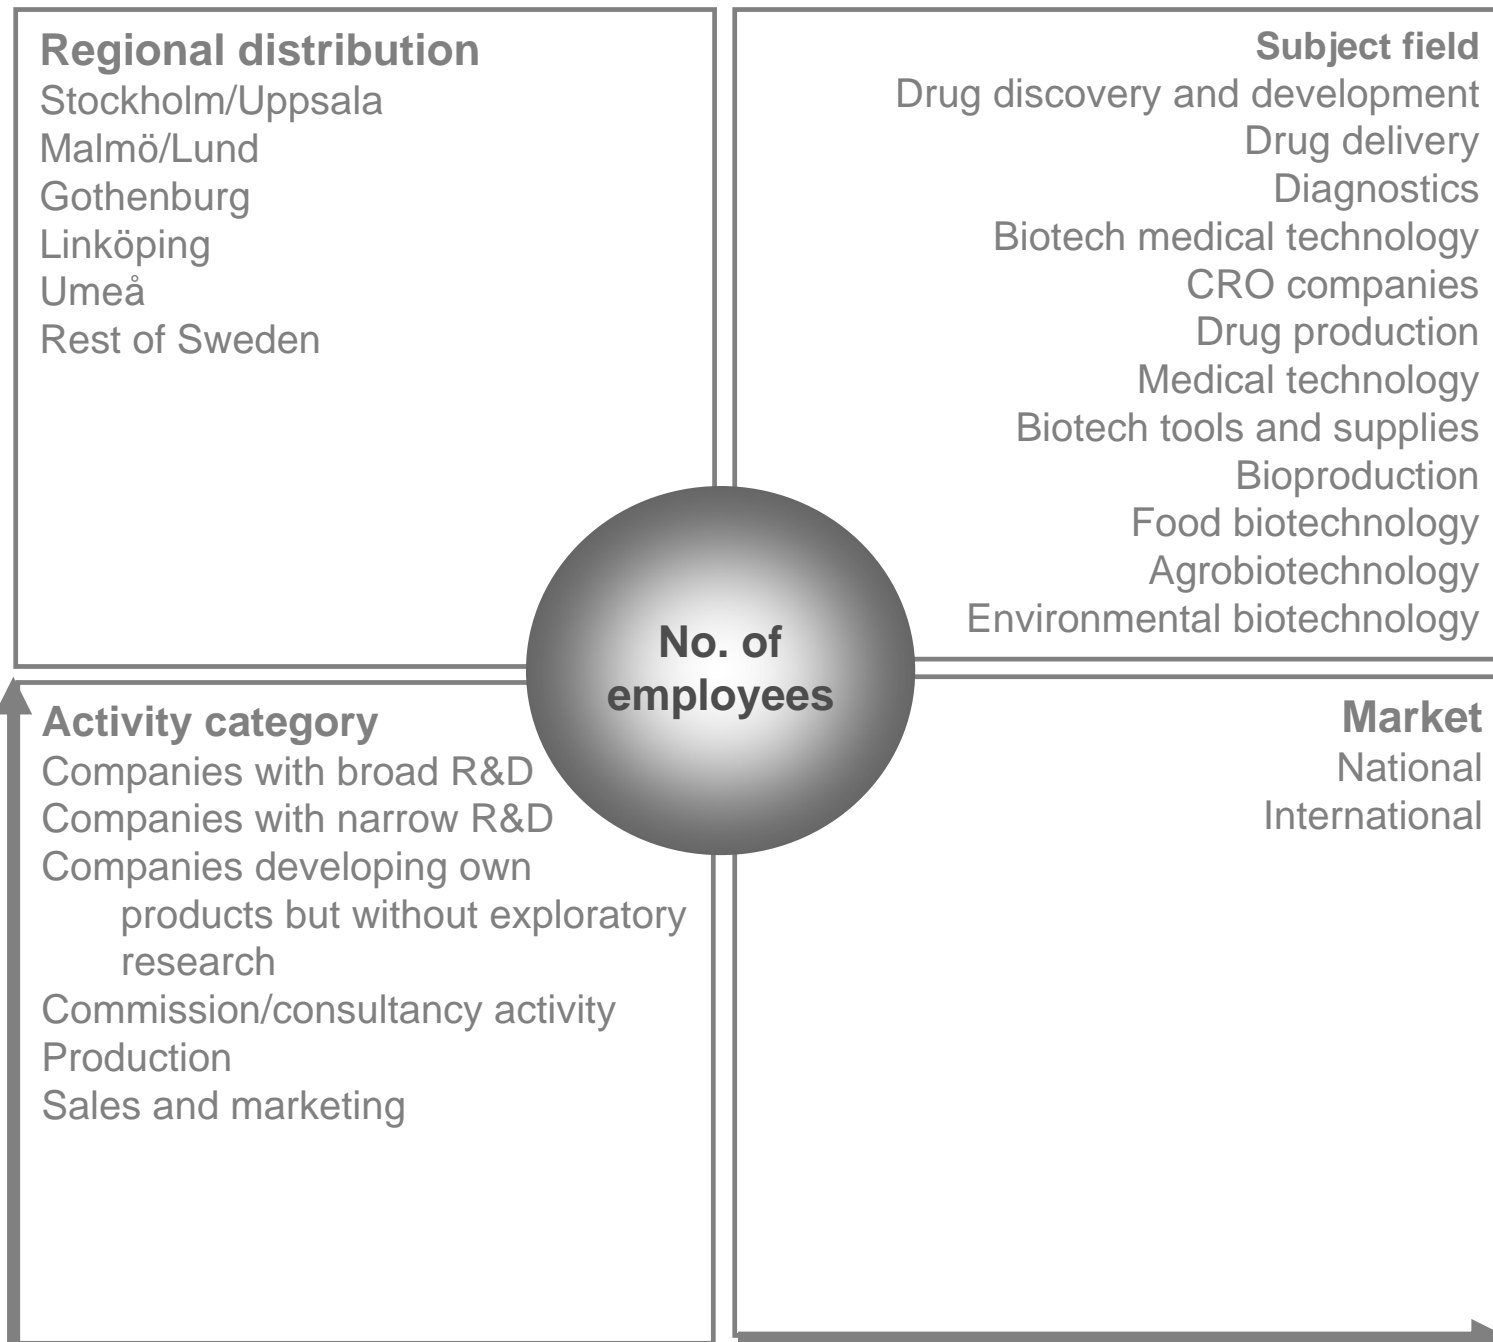 Regional distribution
Stockholm/Uppsala
Malmö/Lund
Gothenburg
Linköping
Umeå
Rest of Sweden
Subject field
Drug discovery and development
Drug delivery
Diagnostics
Biotech medical technology
CRO companies
Drug production
Medical technology
Biotech tools and supplies
Bioproduction
Food biotechnology
Agrobiotechnology
Environmental biotechnology
No. of
employees
Activity category
Companies with broad R&D
Companies with narrow R&D
Companies developing own
products but without exploratory
research
Commission/consultancy activity
Production
Sales and marketing
Market
National
International